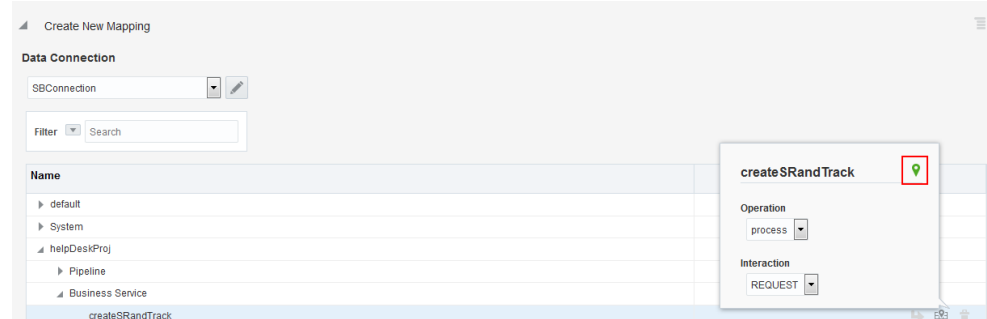 Create New Mapping
Data Connection
SBConnection
Filter Search
Name
default
System
helpDeskProj
Pipeline
Business Service
createSRandTrack
createSRandTrack
Operation
process
Interaction
REQUEST